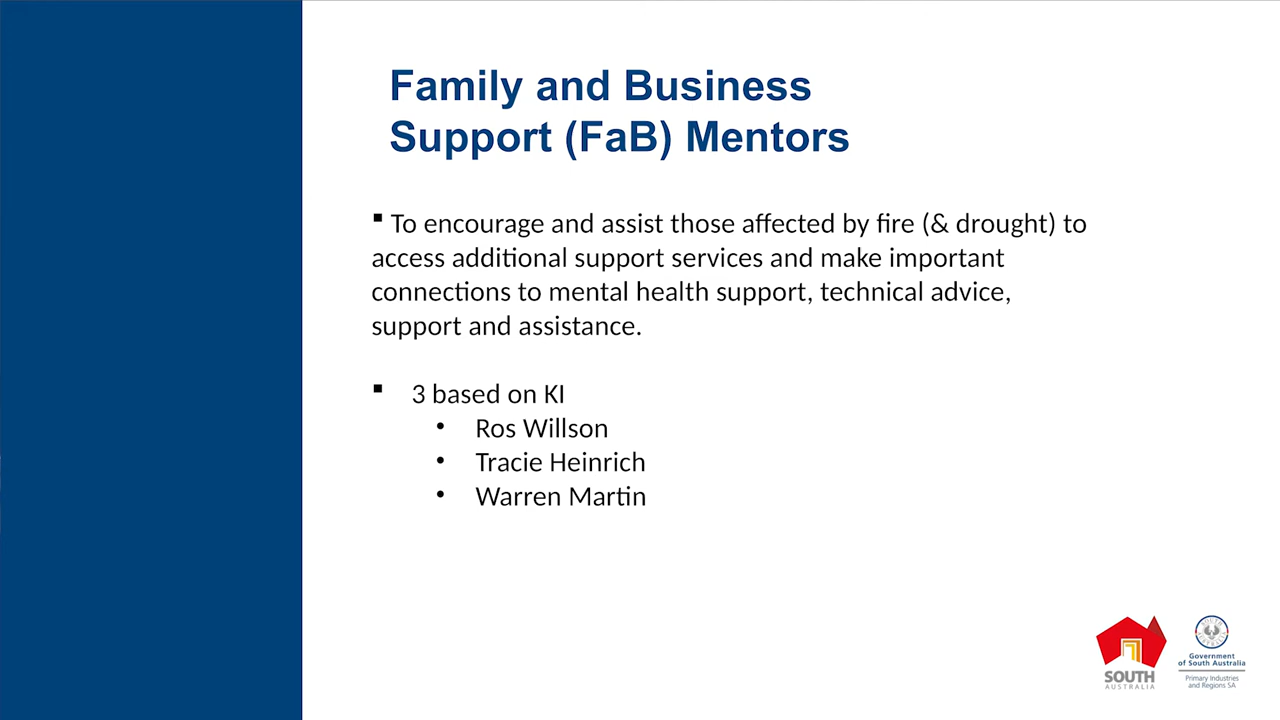 Family and Business
Support (FaB) Mentors
▪ To encourage and assist those affected by fire (& drought) to
access additional support services and make important
connections to mental health support, technical advice,
support and assistance.
▪ 3 based on KI
• Ros Willson
• Tracie Heinrich
• Warren Martin
SOUTH
AUSTRALIA
SOUTH AUSTRALIA
Government
of South Australia
Primary Industries
and Regions SA